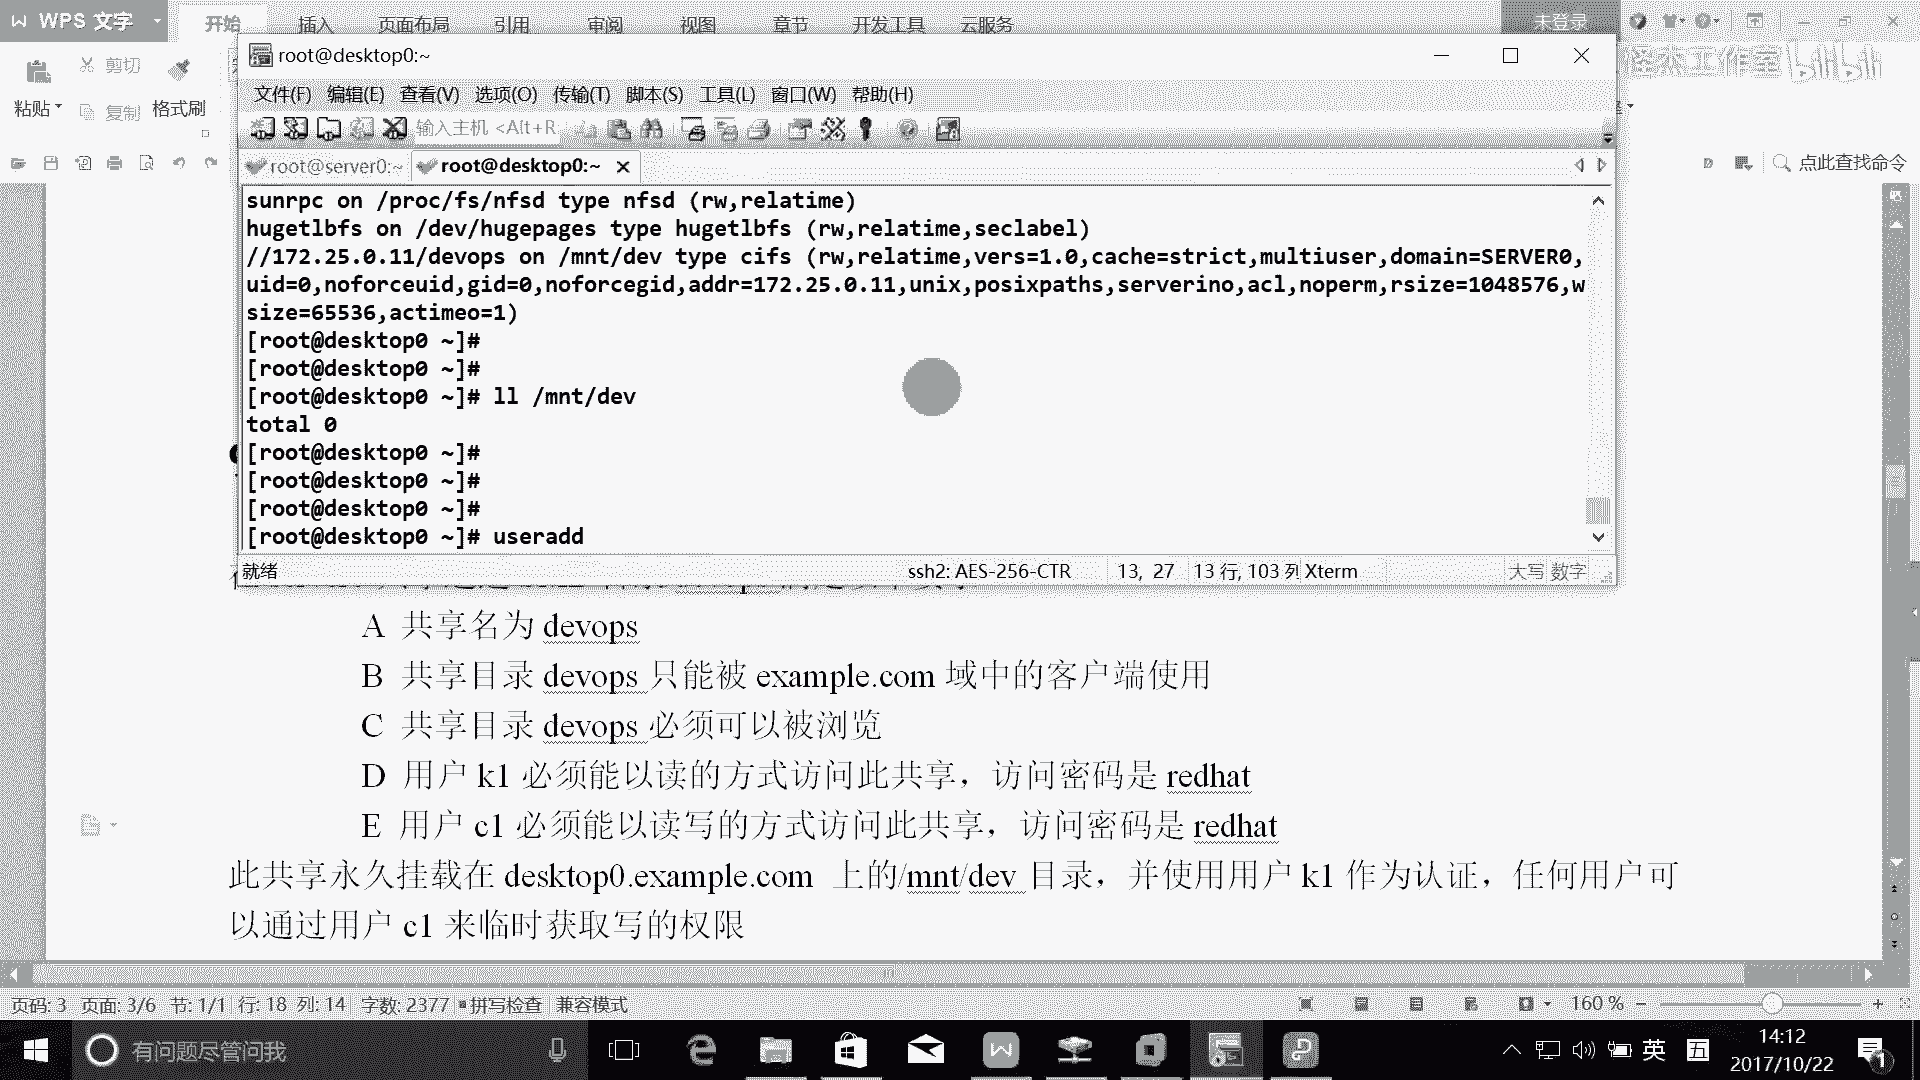 WPS 文字
开始 插入 页面布局 引用 审阅 视图 章节 开发工具 云服务 未登录
剪切
粘贴 复制 格式刷
root@desktop0:~
文件(F) 编辑(E) 查看(V) 选项(O) 传输(T) 脚本(S) 工具(L) 窗口(W) 帮助(H)
输入主机 <Alt+R
root@server0:~ root@desktop0:~
点此查找命令
sunrpc on /proc/fs/nfsd type nfsd (rw,relatime)
hugetlbfs on /dev/hugepages type hugetlbfs (rw,relatime,seclabel)
//172.25.0.11/devops on /mnt/dev type cifs (rw,relatime,vers=1.0,cache=strict,multiuser,domain=SERVER0,
uid=0,noforceuid,gid=0,noforcegid,addr=172.25.0.11,unix,posixpaths,serverino,acl,noperm,rsize=1048576,w
size=65536,actimeo=1)
[root@desktop0 ~]#
[root@desktop0 ~]#
[root@desktop0 ~]# ll /mnt/dev
total 0
[root@desktop0 ~]#
[root@desktop0 ~]#
[root@desktop0 ~]#
[root@desktop0 ~]# useradd
就绪 ssh2: AES-256-CTR 13, 27 13 行, 103 列 Xterm 大写 数字
A 共享名为 devops
B 共享目录 devops 只能被 example.com 域中的客户端使用
C 共享目录 devops 必须可以被浏览
D 用户 k1 必须能以读的方式访问此共享，访问密码是 redhat
E 用户 c1 必须能以读写的方式访问此共享，访问密码是 redhat
此共享永久挂载在 desktop0.example.com 上的/mnt/dev 目录，并使用用户 k1 作为认证，任何用户可
以通过用户 c1 来临时获取写的权限
页码: 3 页面: 3/6 节: 1/1 行: 18 列: 14 字数: 2377 拼写检查 兼容模式 160 %
有问题尽管问我
英 五 14:12
2017/10/22 1